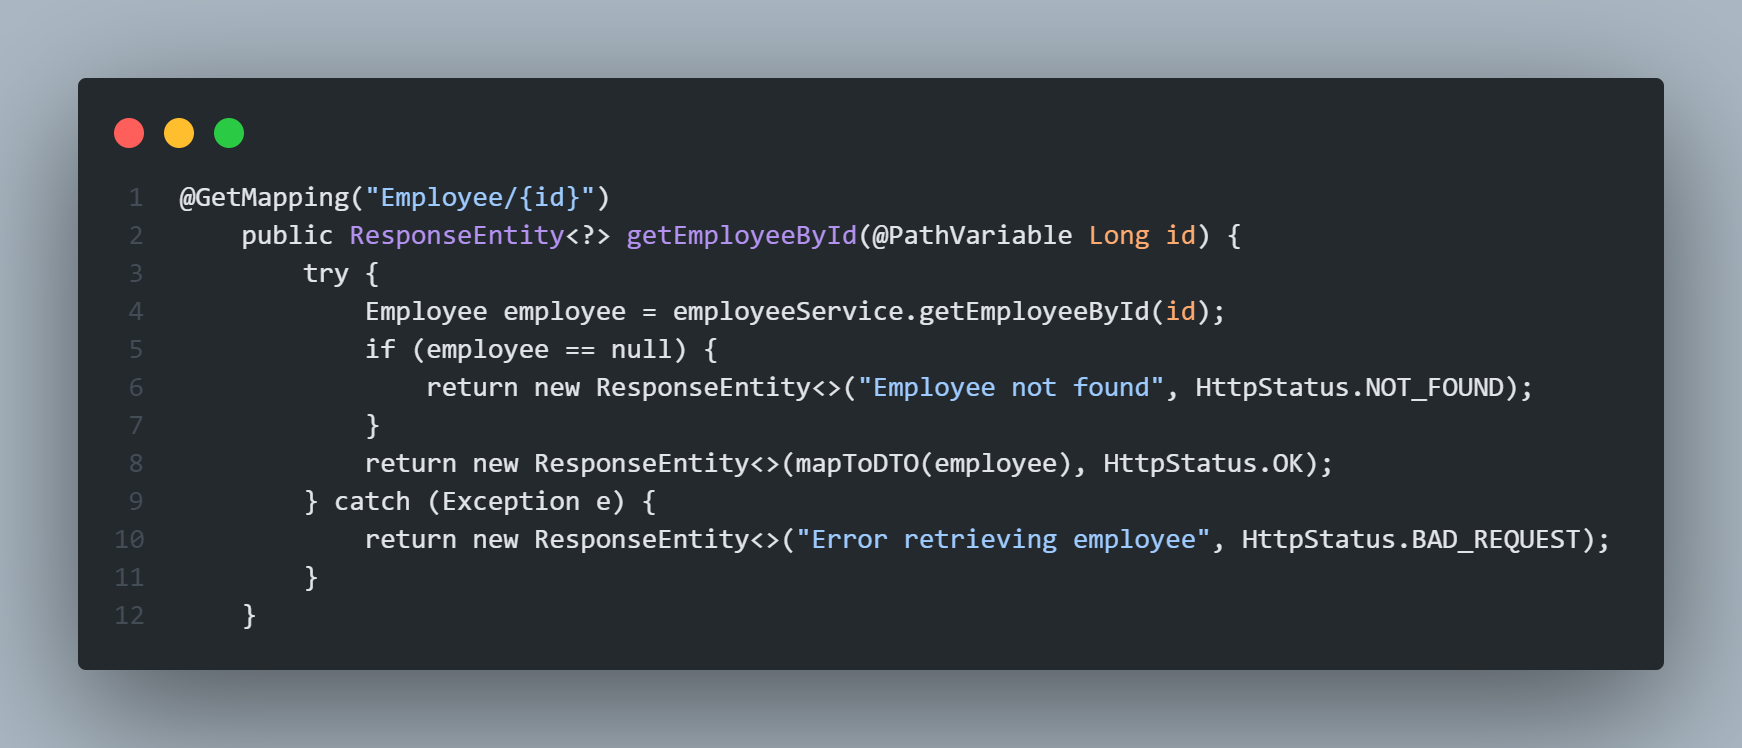 1 @GetMapping("Employee/{id}")
2     public ResponseEntity<?> getEmployeeById(@PathVariable Long id) {
3         try {
4             Employee employee = employeeService.getEmployeeById(id);
5             if (employee == null) {
6                 return new ResponseEntity<>("Employee not found", HttpStatus.NOT_FOUND);
7             }
8             return new ResponseEntity<>(mapToDTO(employee), HttpStatus.OK);
9         } catch (Exception e) {
10             return new ResponseEntity<>("Error retrieving employee", HttpStatus.BAD_REQUEST);
11         }
12     }